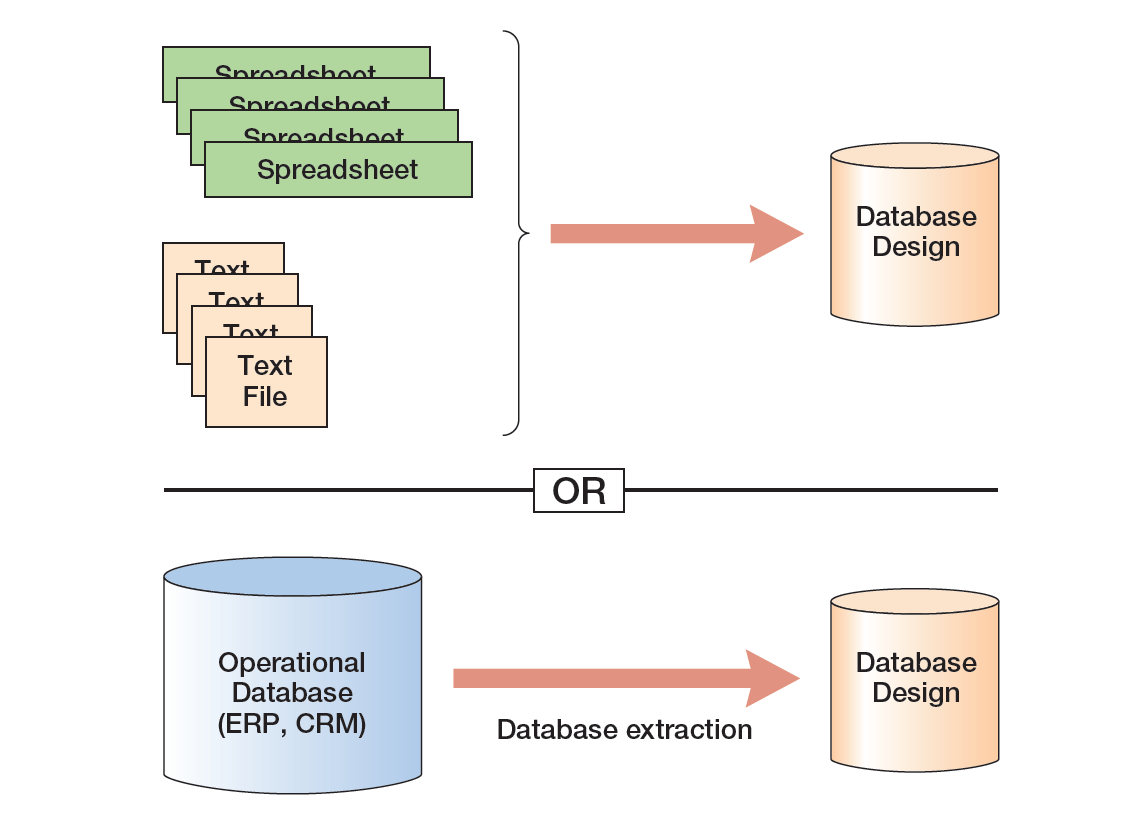 Spreadsheet
Spreadsheet
Spreadsheet
Spreadsheet
Text
Text
Text
Text
File
Database
Design
OR
Operational
Database
(ERP, CRM)
Database extraction
Database
Design